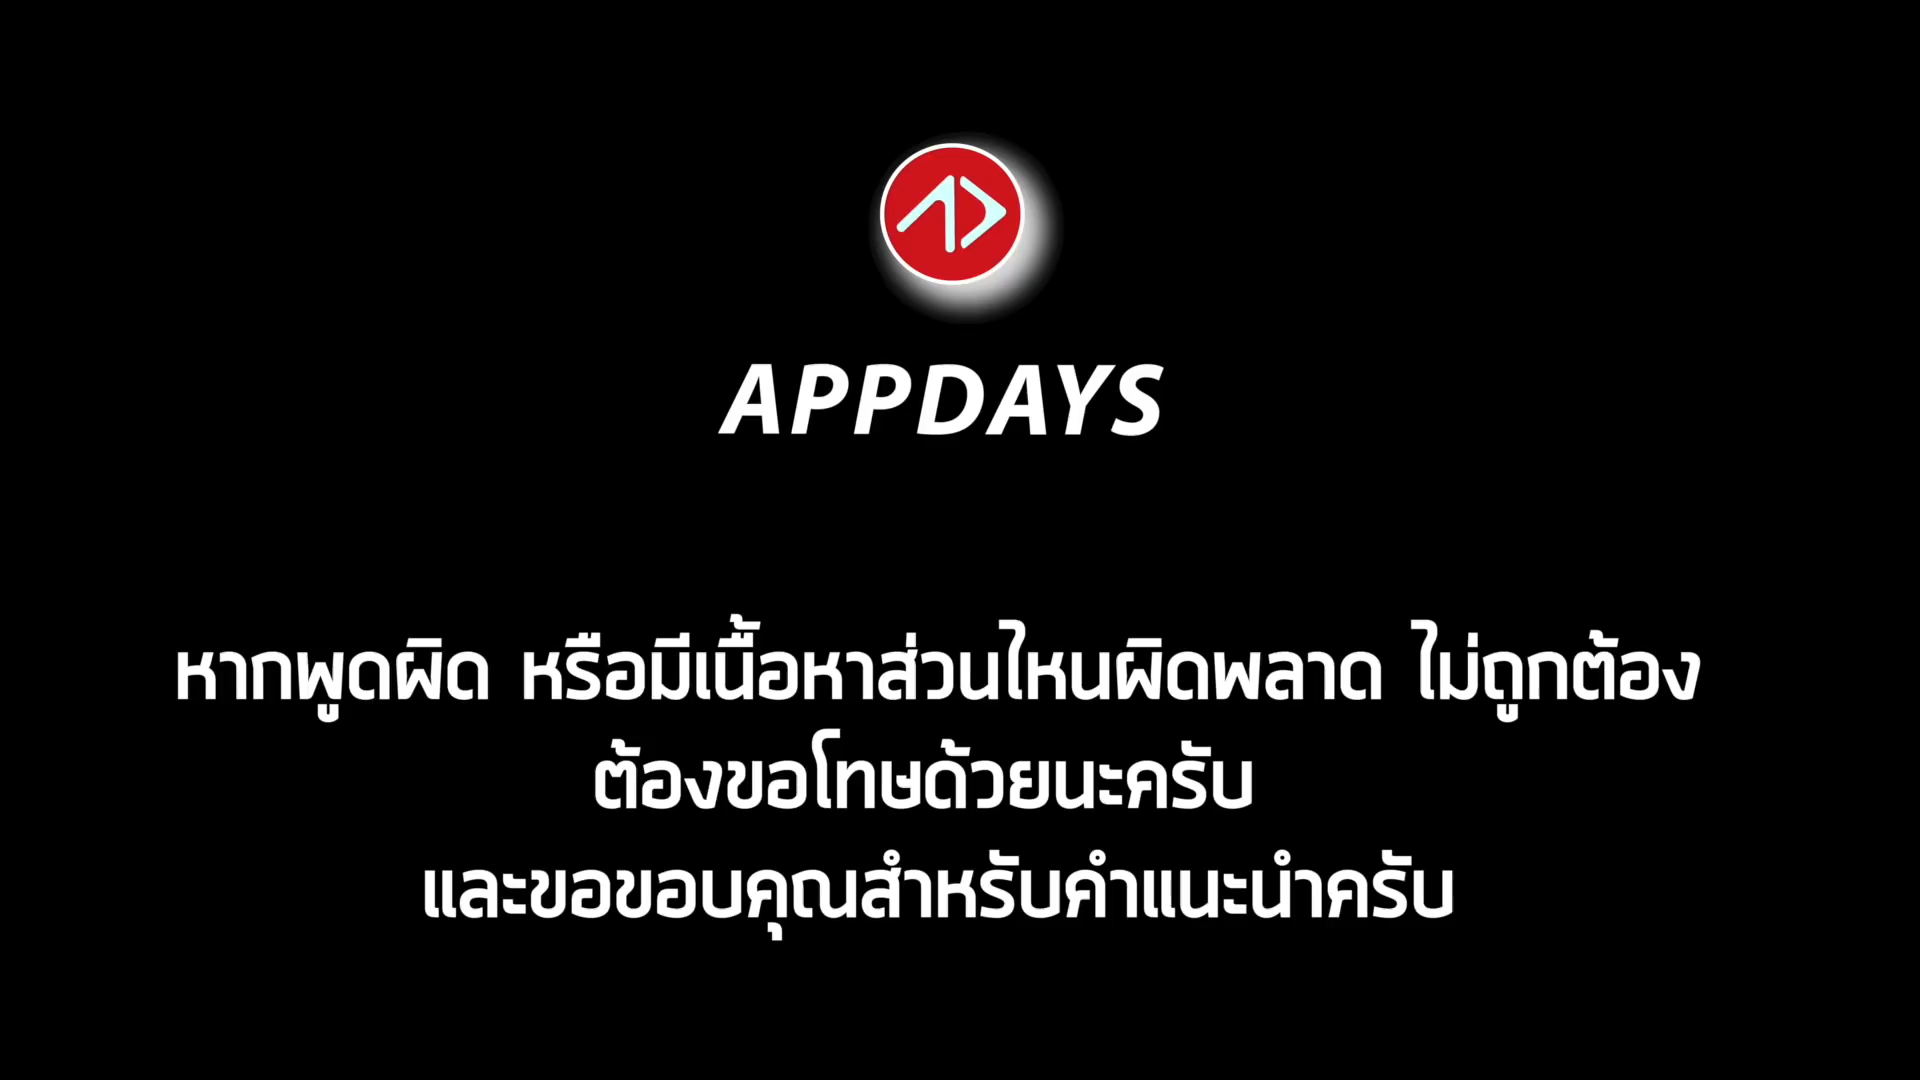 APPDAYS
หากพูดผิด หรือมีเนื้อหาส่วนไหนผิดพลาด ไม่ถูกต้อง
ต้องขอโทษด้วยนะครับ
และขอขอบคุณสำหรับคำแนะนำครับ